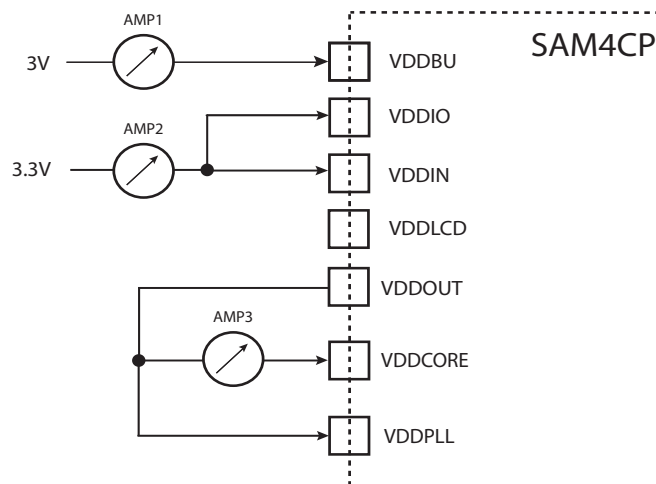 AMP1
SAM4CP
3V
VDDBU
VDDIO
AMP2
3.3V
VDDIN
VDDLCD
VDDOUT
AMP3
VDDCORE
VDDPLL